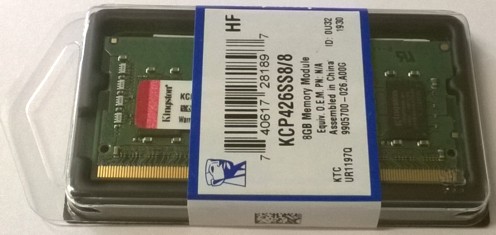 HF
7 40617 28189 7
KCP426SS8/8
8GB Memory Module
Equiv. O.E.M. PN: N/A
Assembled in China
9905700-026.A00G
ID: 0U32
1930
KTC
UR1197Q
Kingston